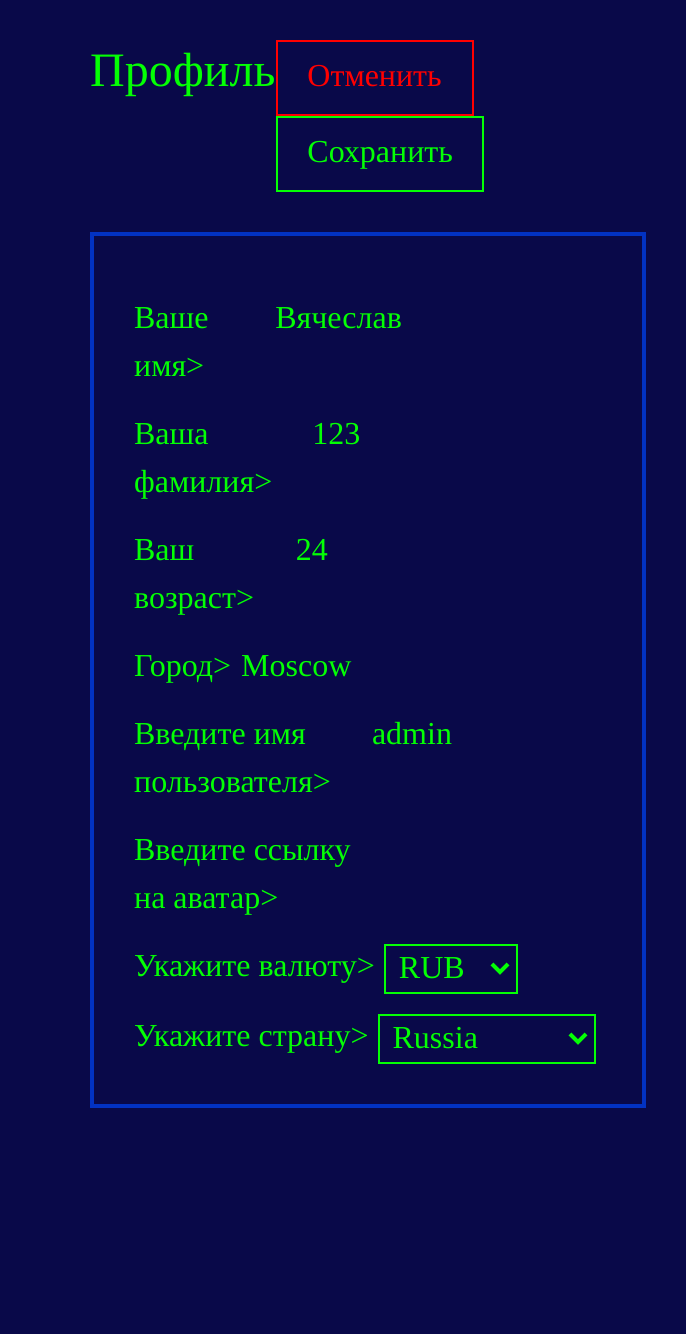 Профиль
Отменить
Сохранить
Ваше Вячеслав
имя>
Ваша 123
фамилия>
Ваш 24
возраст>
Город> Moscow
Введите имя admin
пользователя>
Введите ссылку
на аватар>
Укажите валюту> RUB
Укажите страну> Russia